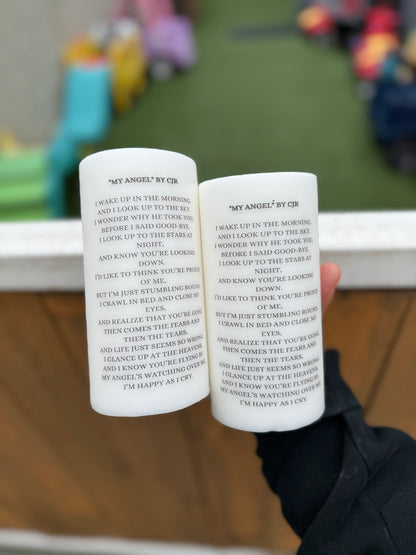 "MY ANGEL" BY CJR
I WAKE UP IN THE MORNING,
AND I LOOK UP TO THE SKY.
I WONDER WHY HE TOOK YOU,
BEFORE I SAID GOOD-BYE.
I LOOK UP TO THE STARS AT
NIGHT,
AND KNOW YOU'RE LOOKING
DOWN.
I'D LIKE TO THINK YOU'RE PROUD
OF ME,
BUT I'M JUST STUMBLING ROUND.
I CRAWL IN BED AND CLOSE MY
EYES,
AND REALIZE THAT YOU'RE GONE,
THEN COMES THE FEARS AND
THEN THE TEARS,
AND LIFE JUST SEEMS SO WRONG.
I GLANCE UP AT THE HEAVENS,
AND I KNOW YOU'RE FLYING BY
MY ANGEL'S WATCHING OVER ME,
I'M HAPPY AS I CRY.
"MY ANGEL" BY CJR
I WAKE UP IN THE MORNING,
AND I LOOK UP TO THE SKY.
I WONDER WHY HE TOOK YOU,
BEFORE I SAID GOOD-BYE.
I LOOK UP TO THE STARS AT
NIGHT,
AND KNOW YOU'RE LOOKING
DOWN.
I'D LIKE TO THINK YOU'RE PROUD
OF ME,
BUT I'M JUST STUMBLING ROUND.
I CRAWL IN BED AND CLOSE MY
EYES,
AND REALIZE THAT YOU'RE GONE,
THEN COMES THE FEARS AND
THEN THE TEARS,
AND LIFE JUST SEEMS SO WRONG
I GLANCE UP AT THE HEAVENS,
AND I KNOW YOU'RE FLYING BY
MY ANGEL'S WATCHING OVER ME,
I'M HAPPY AS I CRY.